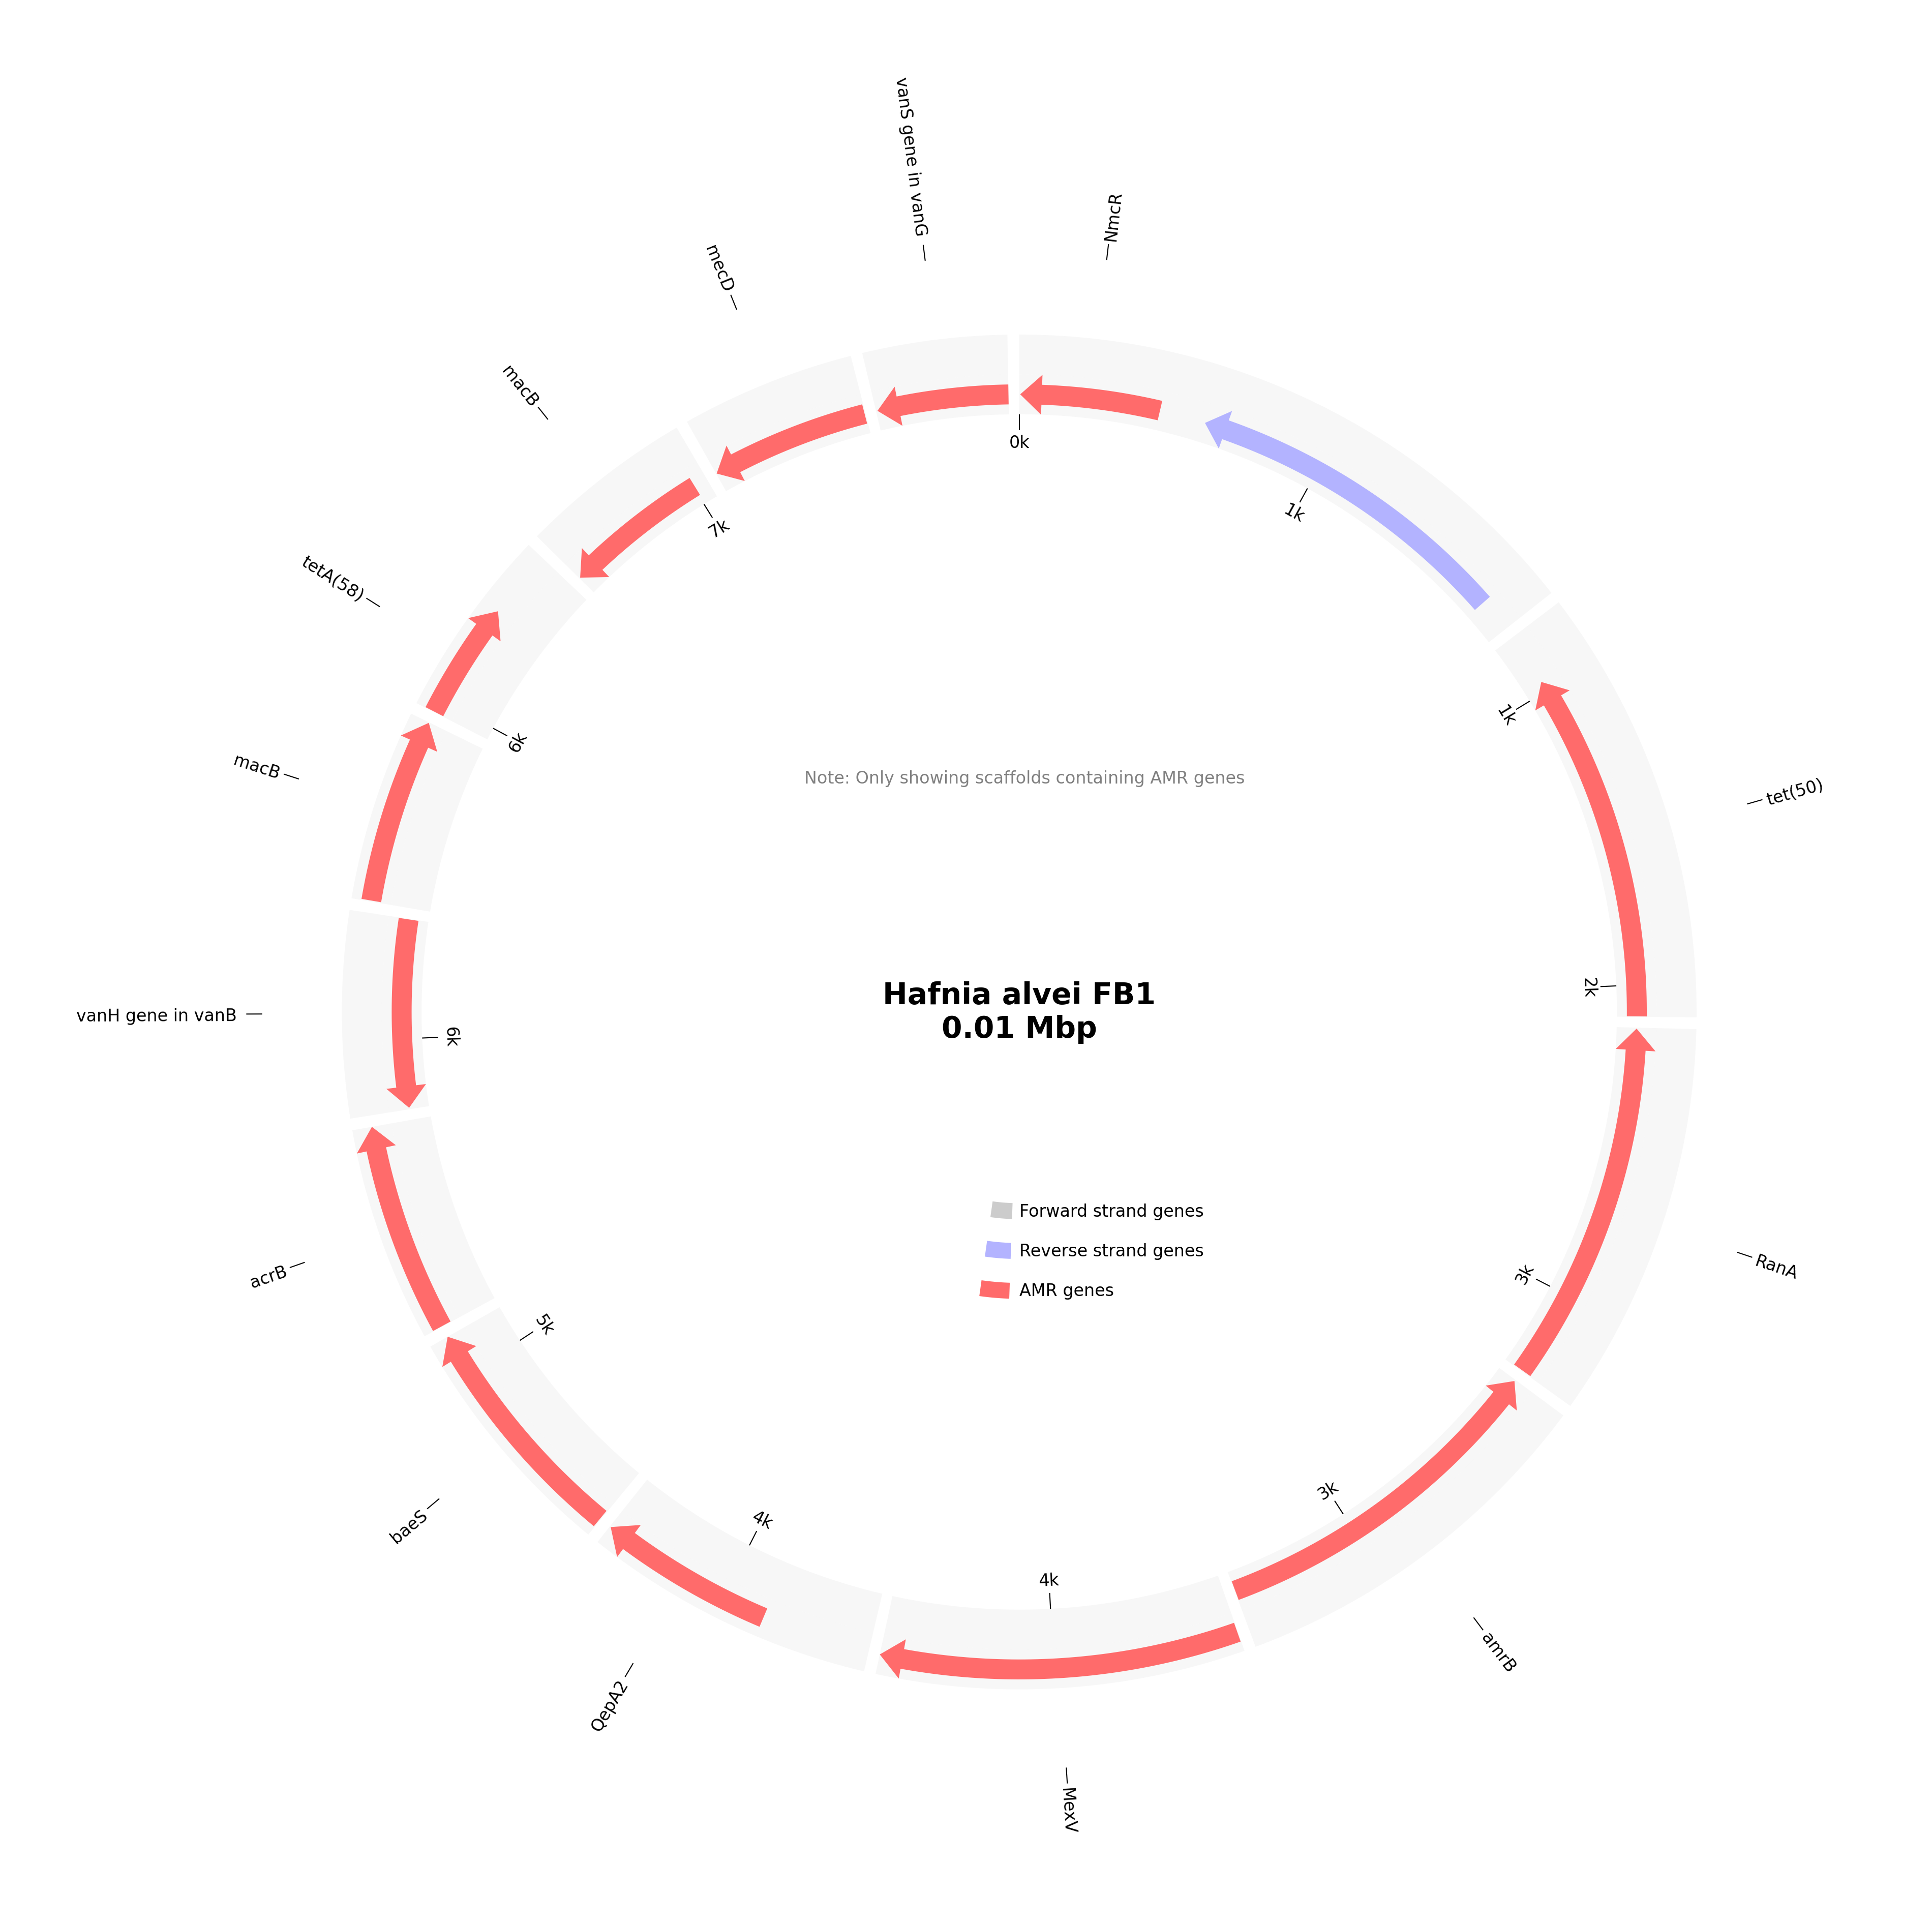 vanS gene in vanG
NmcR
mecD
macB
0k
1k
7k
tetA(58)
1k
6k
macB
Note: Only showing scaffolds containing AMR genes
tet(50)
Hafnia alvei FB1
0.01 Mbp
2k
vanH gene in vanB
6k
Forward strand genes
Reverse strand genes
AMR genes
RanA
acrB
3k
5k
3k
baeS
4k
4k
amrB
QepA2
MexV